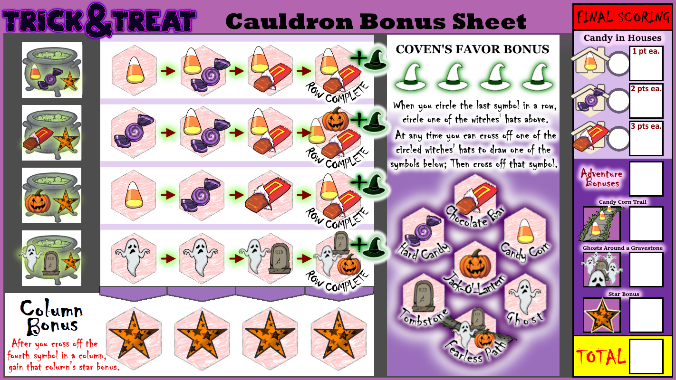 TRICK & TREAT
Cauldron Bonus Sheet
ROW COMPLETE
ROW COMPLETE
ROW COMPLETE
ROW COMPLETE
Column
Bonus
After you cross off the
fourth symbol in a column,
gain that column's star bonus.
COVEN'S FAVOR BONUS
When you circle the last symbol in a row,
circle one of the witches' hats above.
At any time you can cross off one of the
circled witches' hats to draw one of the
symbols below; Then cross off that symbol.
Chocolate Bar
Hard Candy
Candy Corn
Jack O' Lantern
Tombstone
Ghost
Fearless Path
FINAL SCORING
Candy in Houses
1 pt ea.
2 pts ea.
3 pts ea.
Adventure
Bonuses
Candy Corn Trail
Ghosts Around a Gravestone
Star Bonus
TOTAL